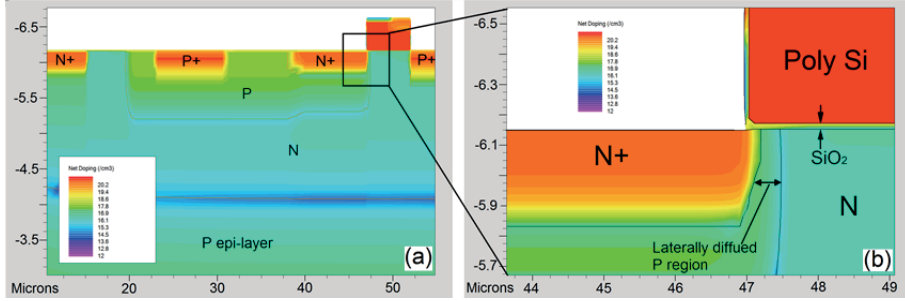 -6.5
-5.5
-4.5
-3.5
N+
P+
N+
P+
P
N
P epi-layer
Net Doping (/cm3)
20.2
19.4
18.6
17.8
16.9
16.1
15.3
14.5
13.6
12.8
12
(a)
Microns
20
30
40
50
-6.5
-6.3
-6.1
-5.9
-5.7
Net Doping (/cm3)
20.2
19.4
18.6
17.8
16.9
16.1
15.3
14.5
13.6
12.8
12
Poly Si
SiO₂
N+
N
Laterally diffued
P region
(b)
Microns
44
45
46
47
48
49